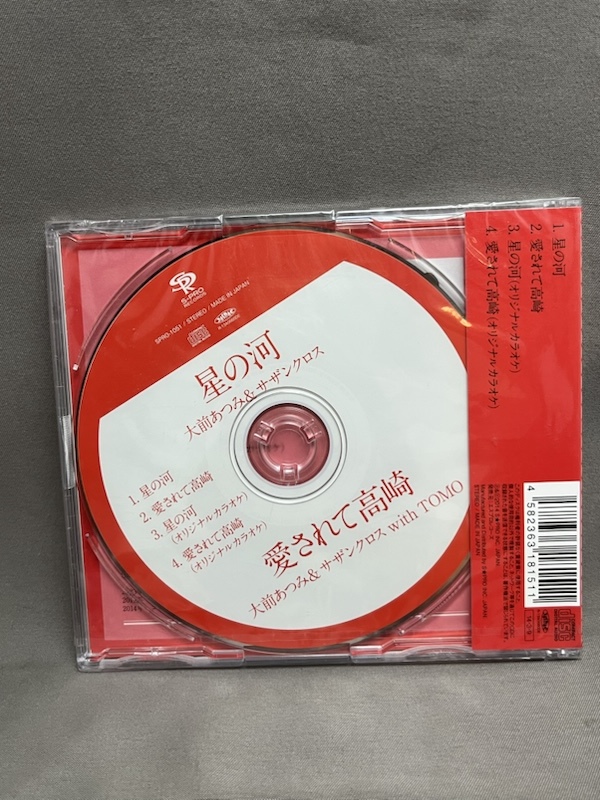 SPR
S-PRO
RECORDS
SPRO-1051 / STEREO / MADE IN JAPAN
星の河
大前あつみ& サザンクロス
1. 星の河
2. 愛されて高崎
3. 星の河
(オリジナルカラオケ)
4. 愛されて高崎
(オリジナルカラオケ)
愛されて高崎
大前あつみ& サザンクロス with TOMO
1. 星の河
2. 愛されて高崎
3. 星の河(オリジナルカラオケ)
4. 愛されて高崎(オリジナルカラオケ)
4 582363 181511
STEREO / MADE IN JAPAN